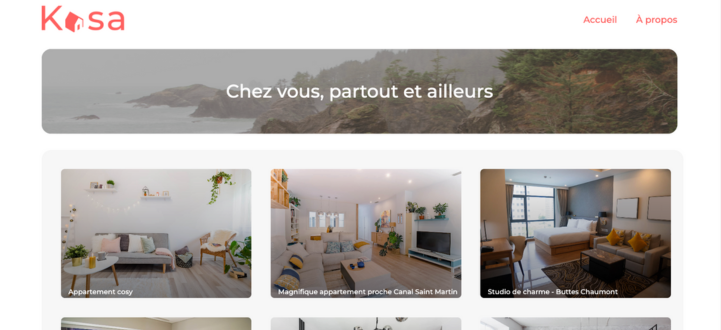 Kasa
Accueil
À propos
Chez vous, partout et ailleurs
Appartement cosy
Magnifique appartement proche Canal Saint Martin
Studio de charme - Buttes Chaumont